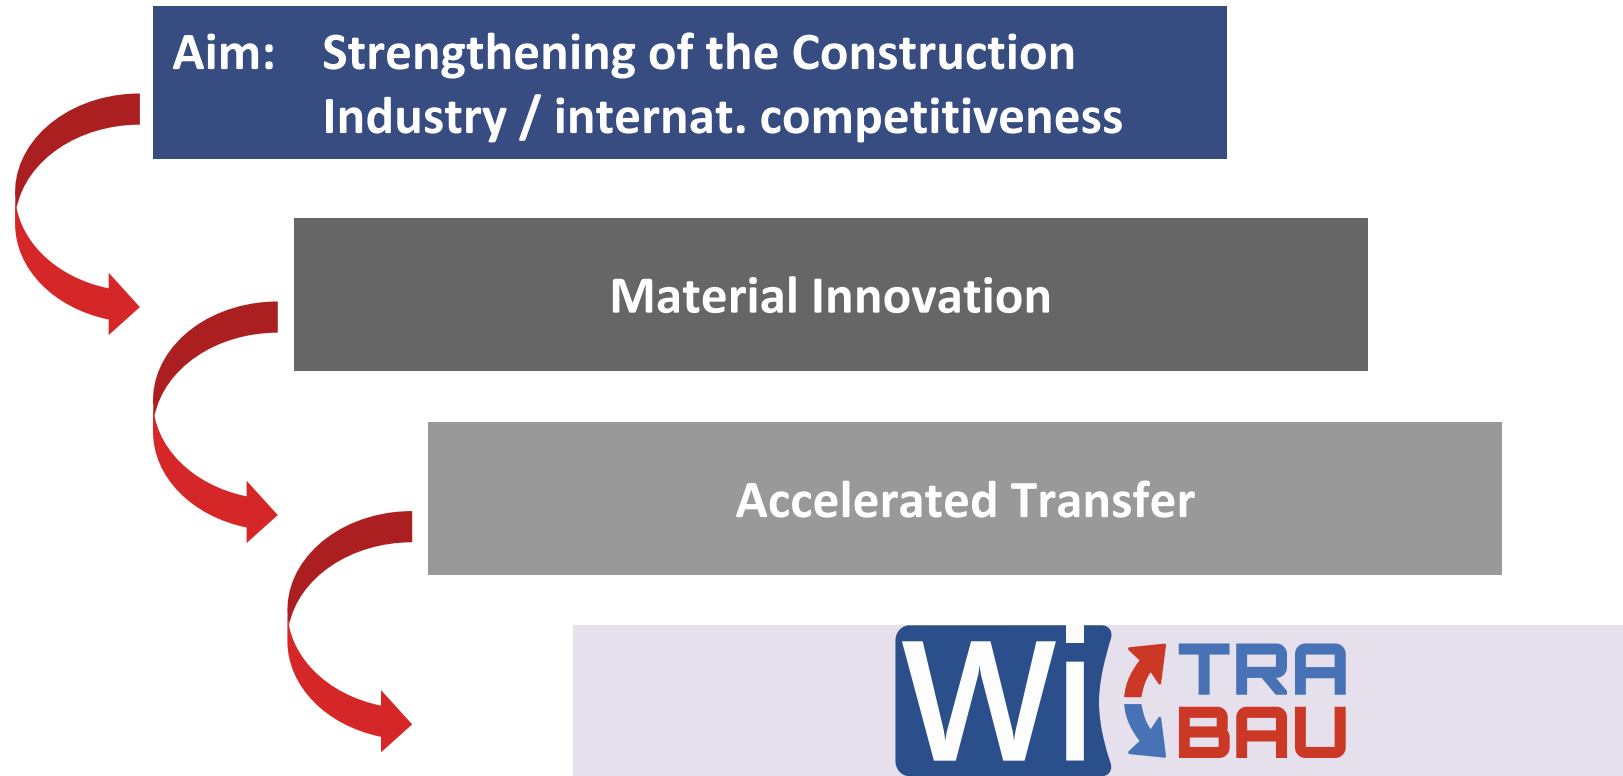 Aim: Strengthening of the Construction
Industry / internat. competitiveness
Material Innovation
Accelerated Transfer
Wi TRA
BAU